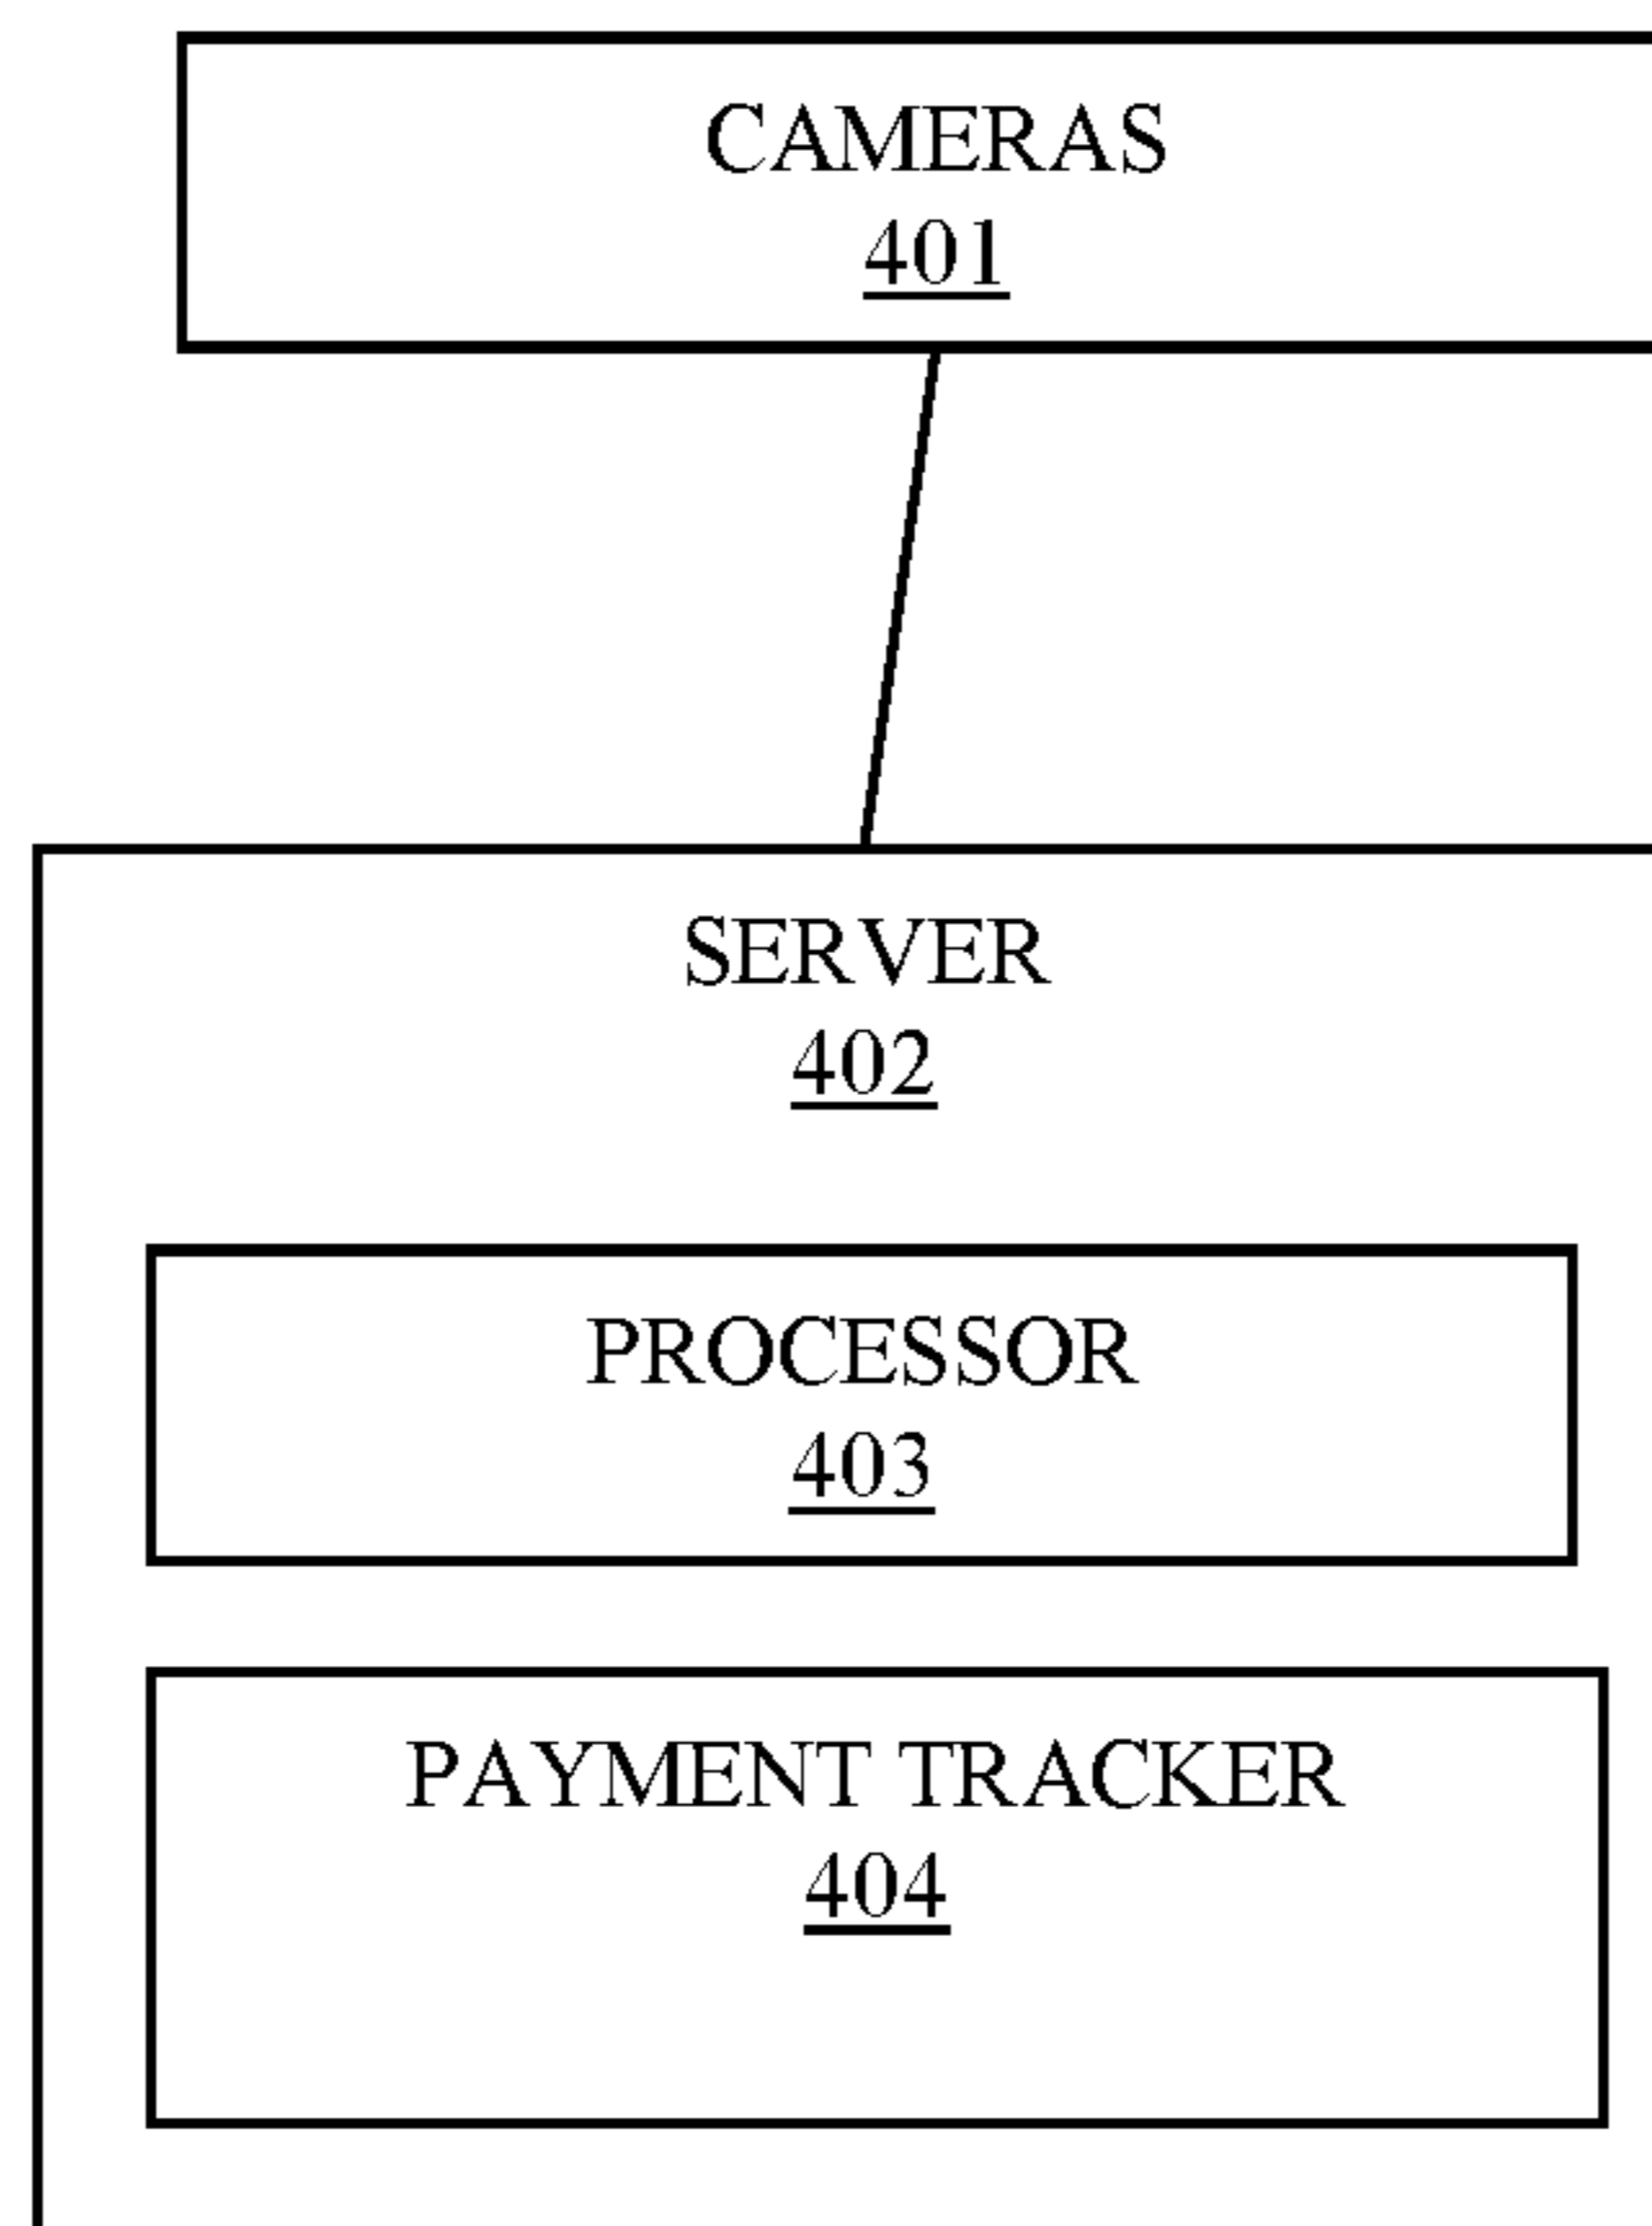 CAMERAS
401
SERVER
402
PROCESSOR
403
PAYMENT TRACKER
404